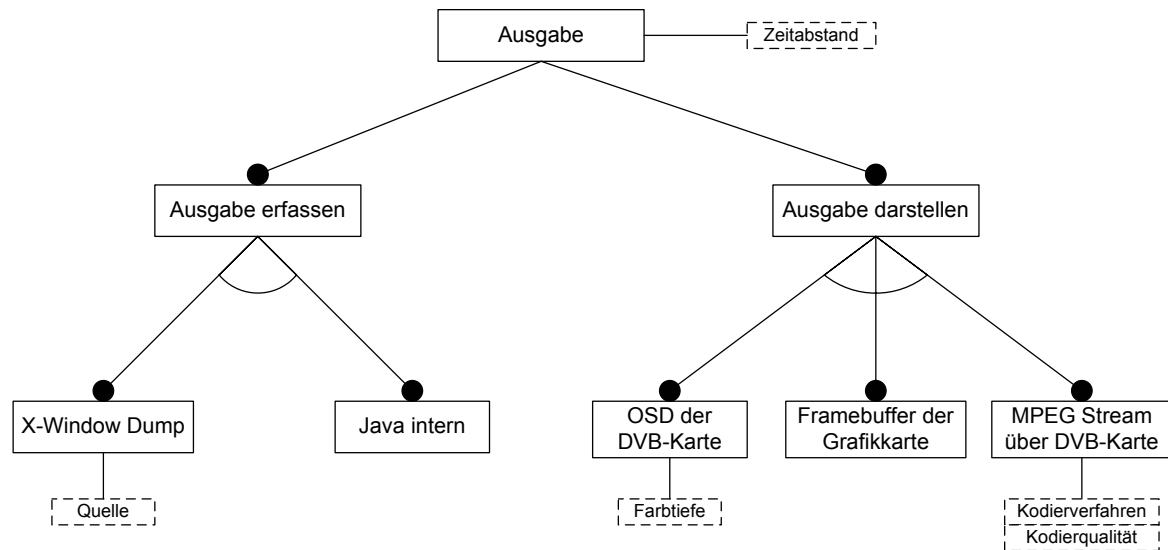 Ausgabe
Zeitabstand
Ausgabe erfassen
Ausgabe darstellen
X-Window Dump
Java intern
OSD der
DVB-Karte
Framebuffer der
Grafikkarte
MPEG Stream
über DVB-Karte
Quelle
Farbtiefe
Kodierverfahren
Kodierqualität